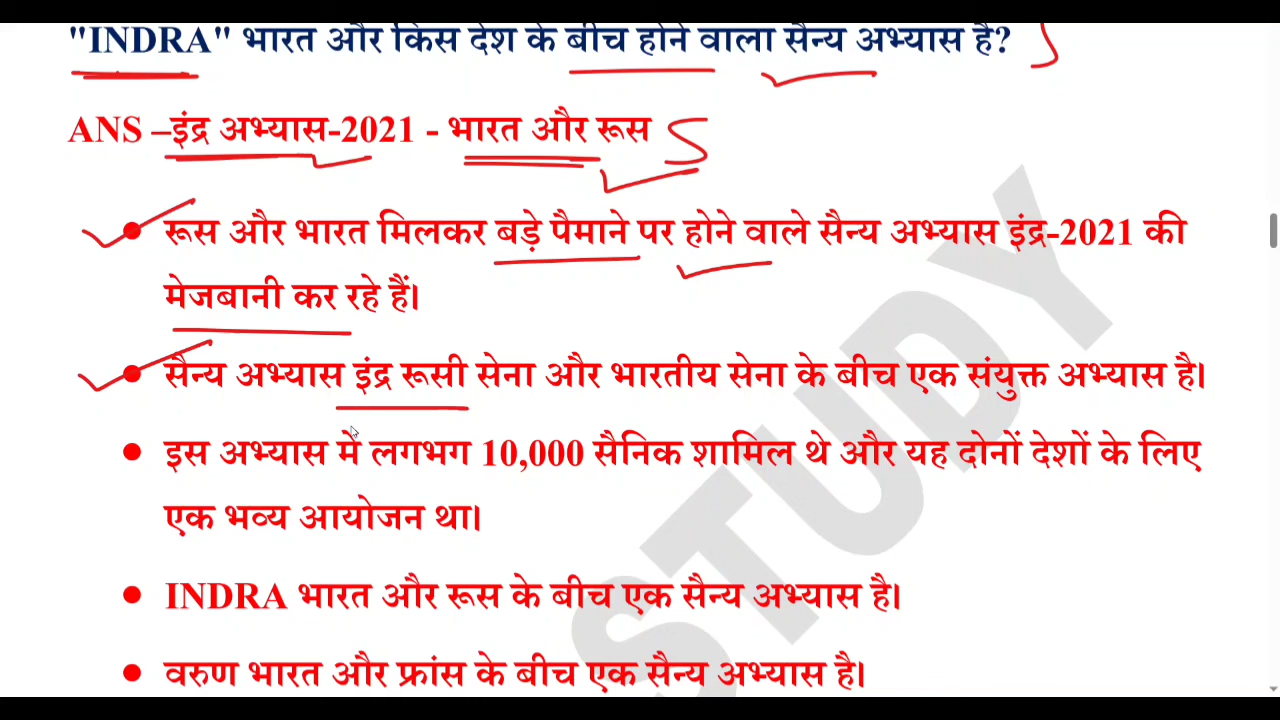 "INDRA" भारत और किस देश के बीच होने वाला सैन्य अभ्यास है?
ANS –इंद्र अभ्यास-2021 - भारत और रूस
• रूस और भारत मिलकर बड़े पैमाने पर होने वाले सैन्य अभ्यास इंद्र-2021 की
मेजबानी कर रहे हैं।
• सैन्य अभ्यास इंद्र रूसी सेना और भारतीय सेना के बीच एक संयुक्त अभ्यास है।
• इस अभ्यास में लगभग 10,000 सैनिक शामिल थे और यह दोनों देशों के लिए
एक भव्य आयोजन था।
• INDRA भारत और रूस के बीच एक सैन्य अभ्यास है।
• वरुण भारत और फ्रांस के बीच एक सैन्य अभ्यास है।
STUDY